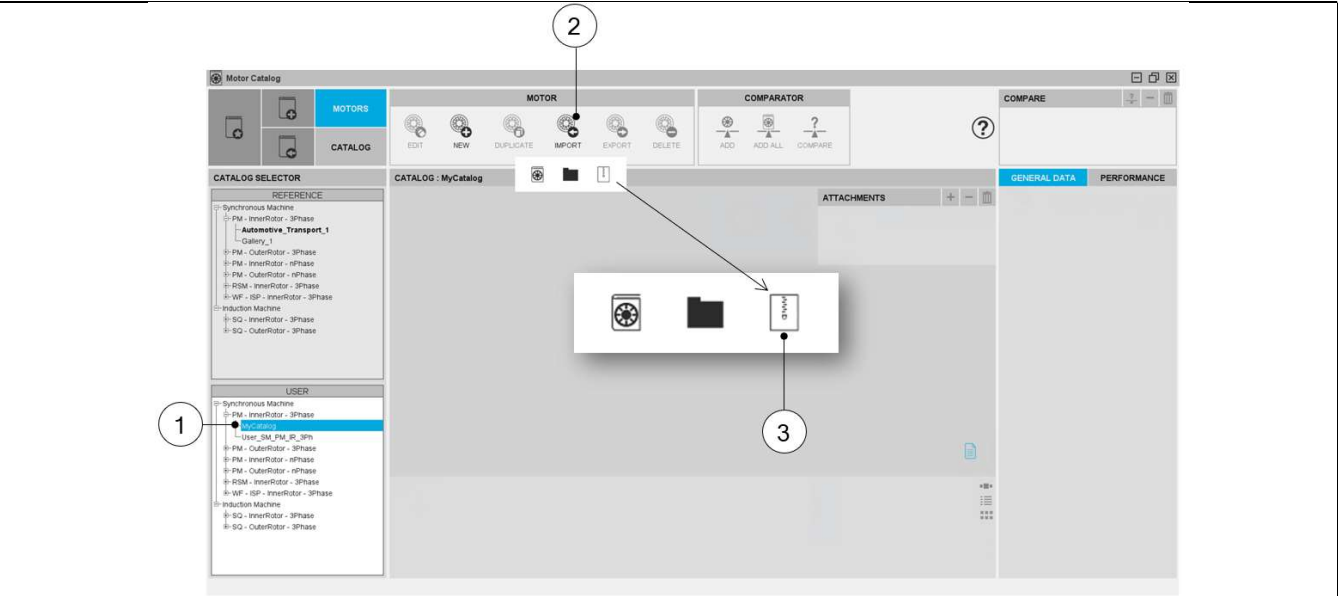 2
Motor Catalog
MOTORS
CATALOG
MOTOR
EDIT NEW DUPLICATE IMPORT EXPORT DELETE
COMPARATOR
ADD ADD ALL COMPARE
?
COMPARE
CATALOG SELECTOR
CATALOG : MyCatalog
GENERAL DATA PERFORMANCE
ATTACHMENTS
REFERENCE
Synchronous Machine
PM - InnerRotor - 3Phase
Automotive_Transport_1
Gallery_1
PM - OuterRotor - 3Phase
PM - InnerRotor - nPhase
PM - OuterRotor - nPhase
RSM - InnerRotor - 3Phase
WF - ISP - InnerRotor - 3Phase
Induction Machine
SQ - InnerRotor - 3Phase
SQ - OuterRotor - 3Phase
USER
Synchronous Machine
PM - InnerRotor - 3Phase
1
MyCatalog
User_SM_PM_IR_3Ph
PM - OuterRotor - 3Phase
PM - InnerRotor - nPhase
PM - OuterRotor - nPhase
RSM - InnerRotor - 3Phase
WF - ISP - InnerRotor - 3Phase
Induction Machine
SQ - InnerRotor - 3Phase
SQ - OuterRotor - 3Phase
3